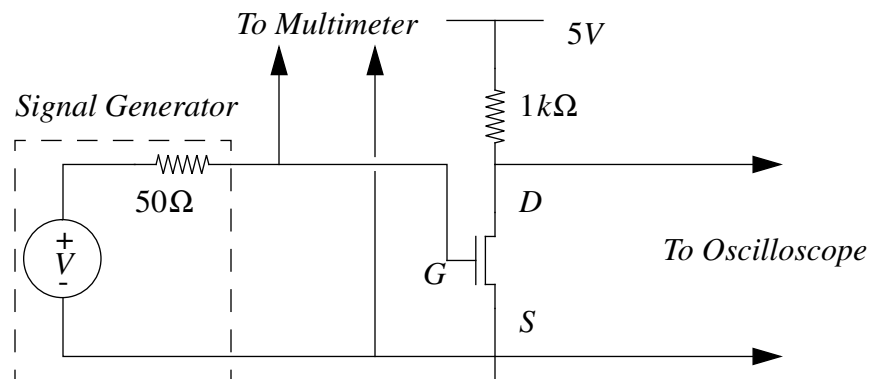 To Multimeter
5V
Signal Generator
1kΩ
50Ω
D
+
V
-
G
To Oscilloscope
S